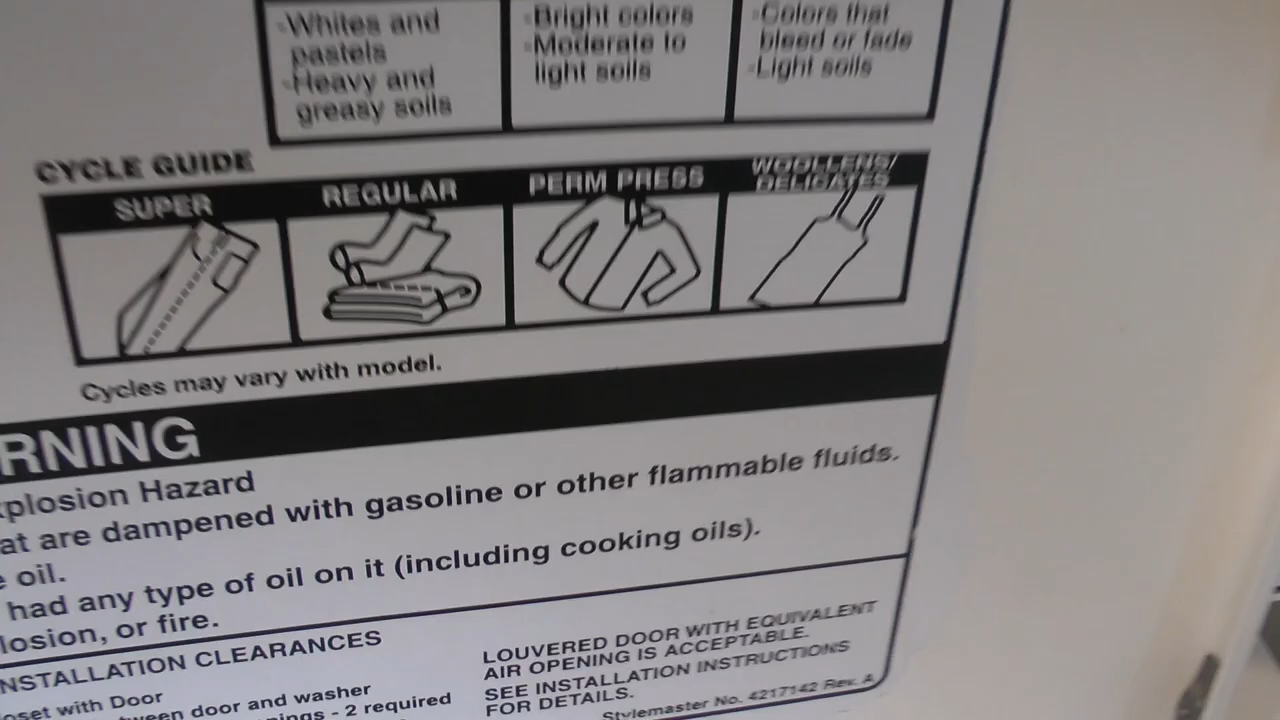 -Whites and
pastels
-Heavy and
greasy soils
-Bright colors
-Moderate to
light soils
-Colors that
bleed or fade
-Light soils
CYCLE GUIDE
SUPER
REGULAR
PERM PRESS
WOOLLENS/
DELICATES
Cycles may vary with model.
RNING
xplosion Hazard
at are dampened with gasoline or other flammable fluids.
e oil.
had any type of oil on it (including cooking oils).
losion, or fire.
NSTALLATION CLEARANCES
oset with Door
tween door and washer
nings - 2 required
LOUVERED DOOR WITH EQUIVALENT
AIR OPENING IS ACCEPTABLE.
SEE INSTALLATION INSTRUCTIONS
FOR DETAILS.
Stylemaster No. 4217142 Rev. A